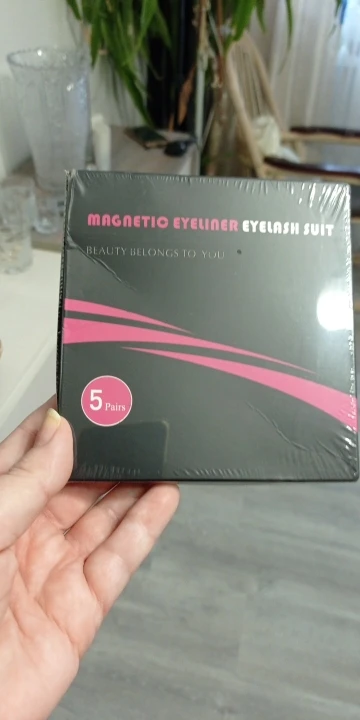 MAGNETIC EYELINER EYELASH SUIT
BEAUTY BELONGS TO YOU
5 Pairs